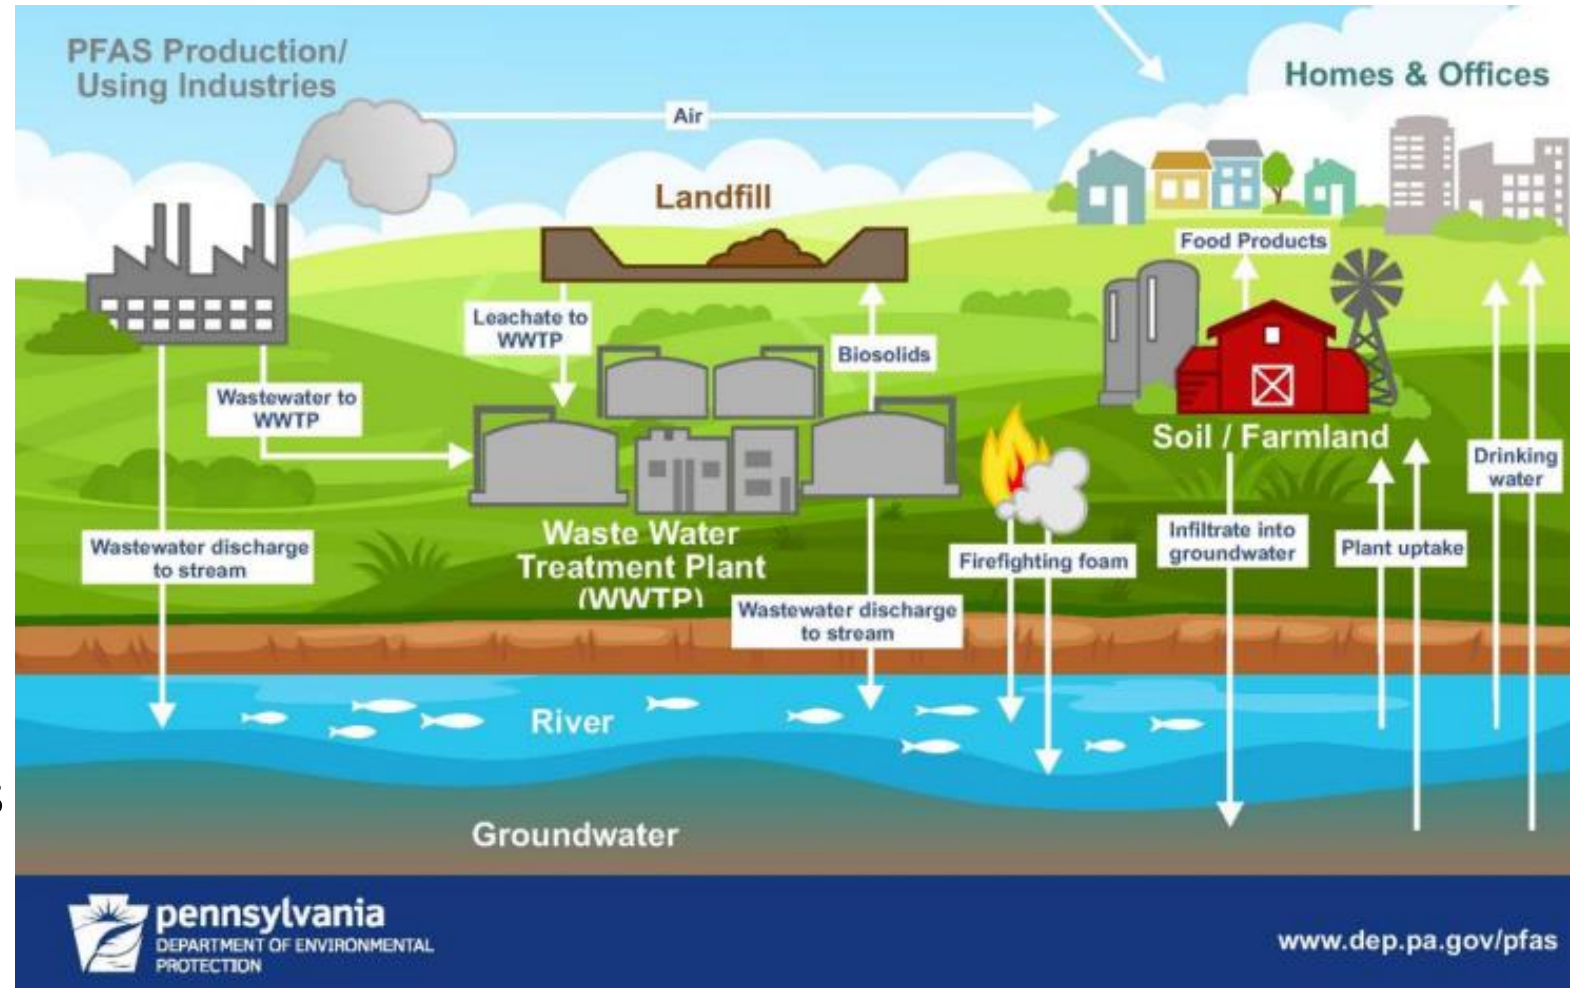 PFAS Production/
Using Industries
Homes & Offices
Air
Landfill
Food Products
Leachate to
WWTP
Biosolids
Wastewater to
WWTP
Soil / Farmland
Drinking
water
Waste Water
Treatment Plant
(WWTP)
Wastewater discharge
to stream
Firefighting foam
Infiltrate into
groundwater
Plant uptake
Wastewater discharge
to stream
River
Groundwater
pennsylvania
DEPARTMENT OF ENVIRONMENTAL
PROTECTION
www.dep.pa.gov/pfas